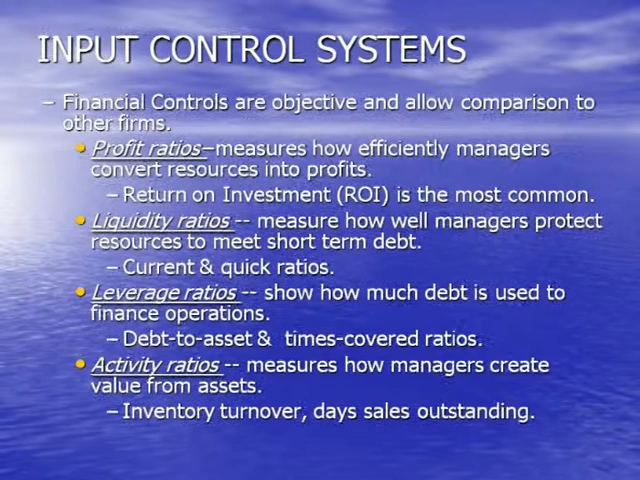 INPUT CONTROL SYSTEMS
– Financial Controls are objective and allow comparison to
other firms.
• Profit ratios–measures how efficiently managers
convert resources into profits.
– Return on Investment (ROI) is the most common.
• Liquidity ratios -- measure how well managers protect
resources to meet short term debt.
– Current & quick ratios.
• Leverage ratios -- show how much debt is used to
finance operations.
– Debt-to-asset &  times-covered ratios.
• Activity ratios -- measures how managers create
value from assets.
– Inventory turnover, days sales outstanding.